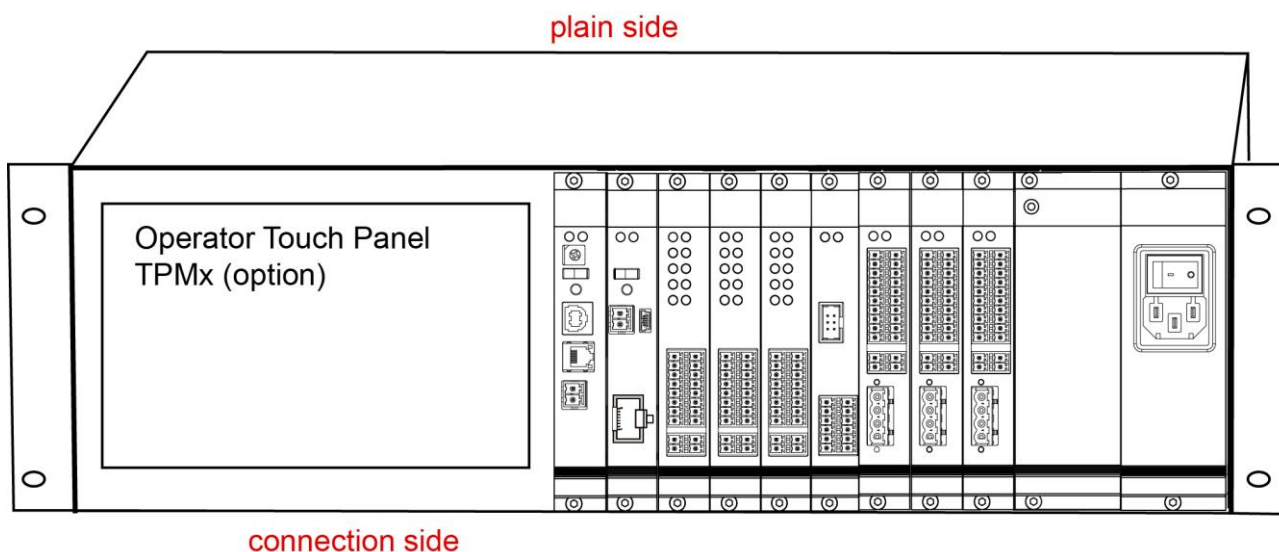 plain side
Operator Touch Panel
TPMx (option)
connection side